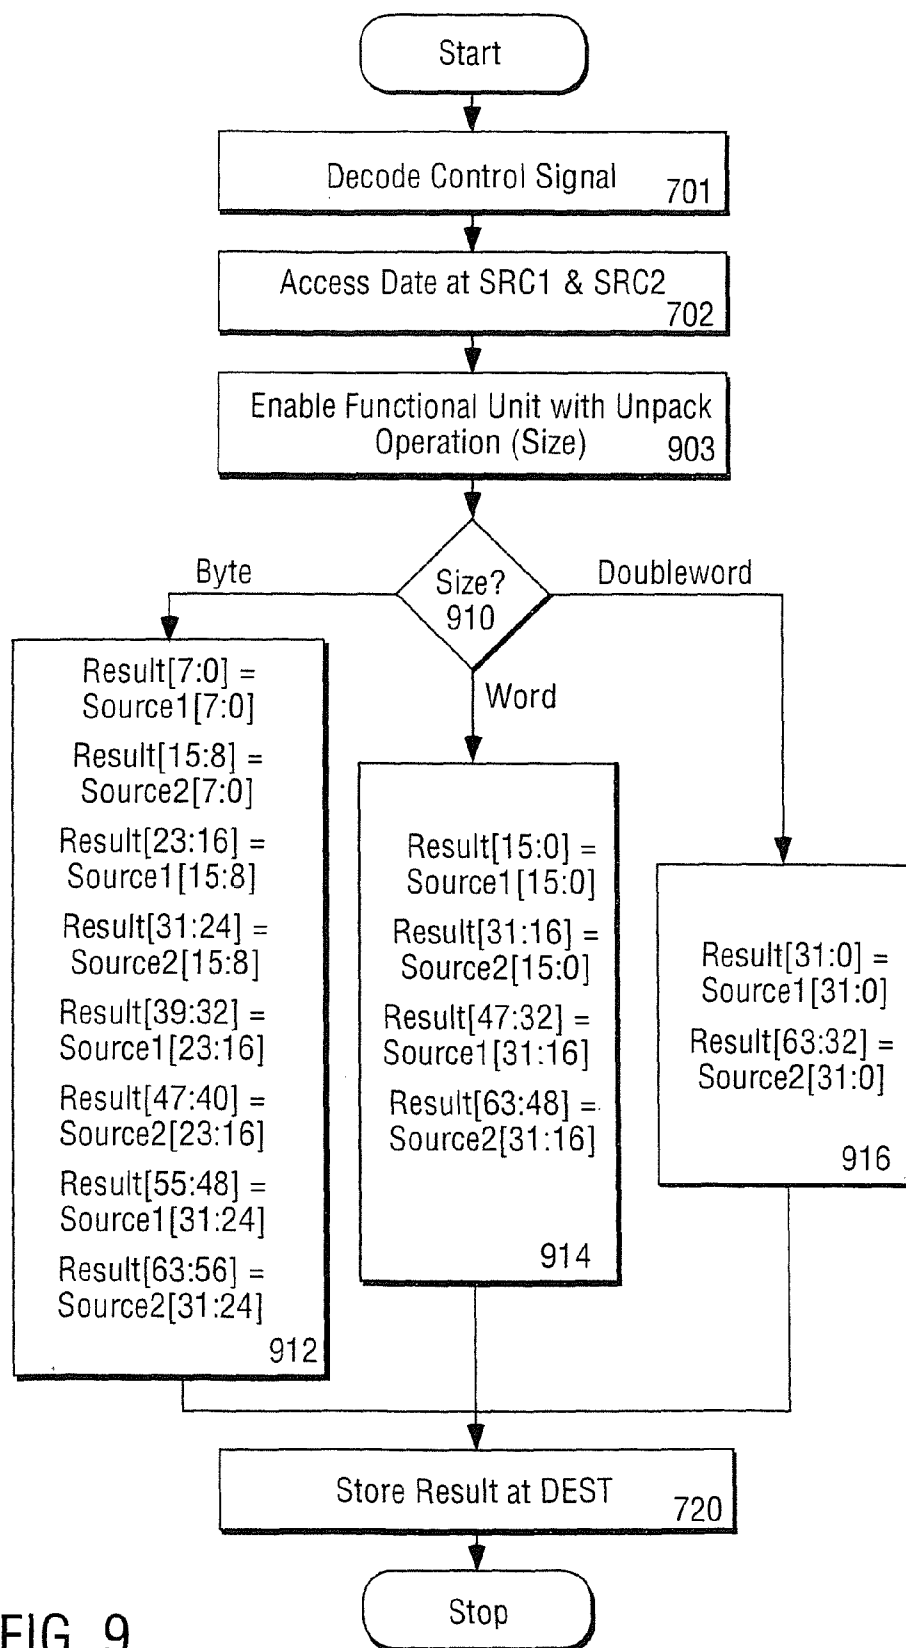 Start
Decode Control Signal
701
Access Date at SRC1 & SRC2
702
Enable Functional Unit with Unpack
Operation (Size)
903
Size?
910
Byte
Word
Doubleword
Result[7:0] =
Source1[7:0]
Result[15:8] =
Source2[7:0]
Result[23:16] =
Source1[15:8]
Result[31:24] =
Source2[15:8]
Result[39:32] =
Source1[23:16]
Result[47:40] =
Source2[23:16]
Result[55:48] =
Source1[31:24]
Result[63:56] =
Source2[31:24]
912
Result[15:0] =
Source1[15:0]
Result[31:16] =
Source2[15:0]
Result[47:32] =
Source1[31:16]
Result[63:48] =
Source2[31:16]
914
Result[31:0] =
Source1[31:0]
Result[63:32] =
Source2[31:0]
916
Store Result at DEST
720
Stop
FIG. 9